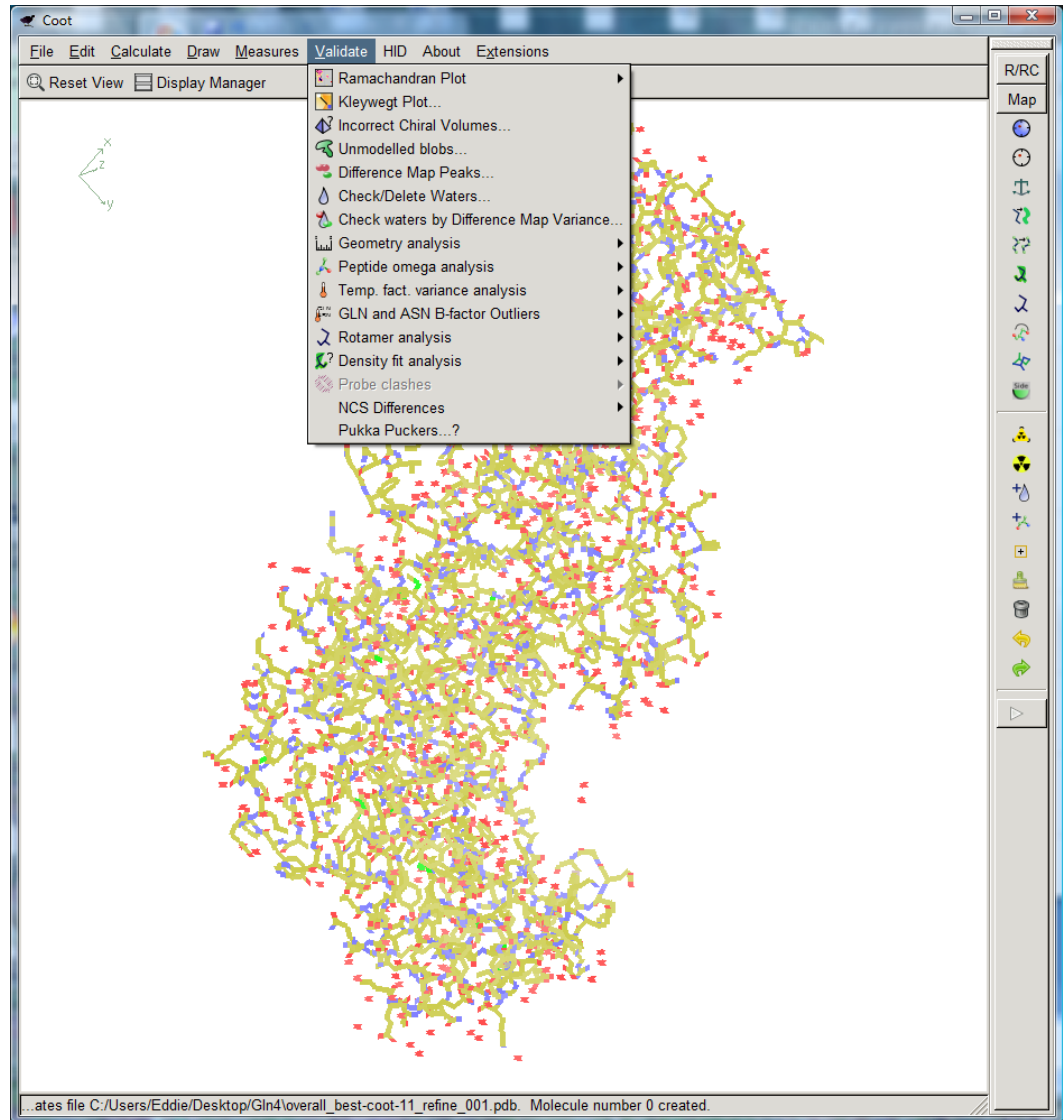 Coot
File Edit Calculate Draw Measures Validate HID About Extensions
Reset View Display Manager
R/RC
Map
Ramachandran Plot
Kleywegt Plot...
Incorrect Chiral Volumes...
Unmodelled blobs...
Difference Map Peaks...
Check/Delete Waters...
Check waters by Difference Map Variance...
Geometry analysis
Peptide omega analysis
Temp. fact. variance analysis
GLN and ASN B-factor Outliers
Rotamer analysis
Density fit analysis
Probe clashes
NCS Differences
Pukka Puckers...?
x
z
y
Side
...ates file C:/Users/Eddie/Desktop/Gln4\overall_best-coot-11_refine_001.pdb. Molecule number 0 created.